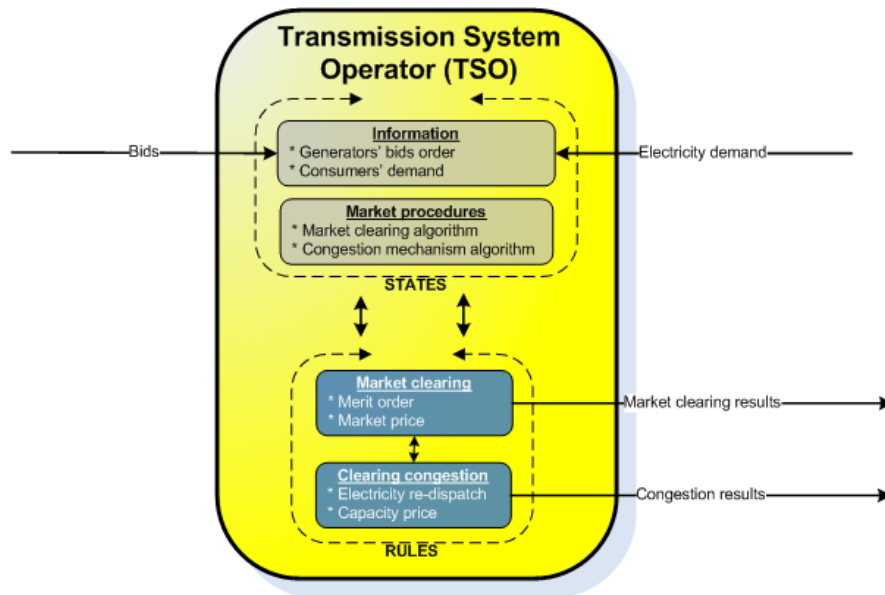 Transmission System
Operator (TSO)
Information
* Generators' bids order
* Consumers' demand
Bids
Electricity demand
Market procedures
* Market clearing algorithm
* Congestion mechanism algorithm
STATES
Market clearing
* Merit order
* Market price
Market clearing results
Clearing congestion
* Electricity re-dispatch
* Capacity price
Congestion results
RULES